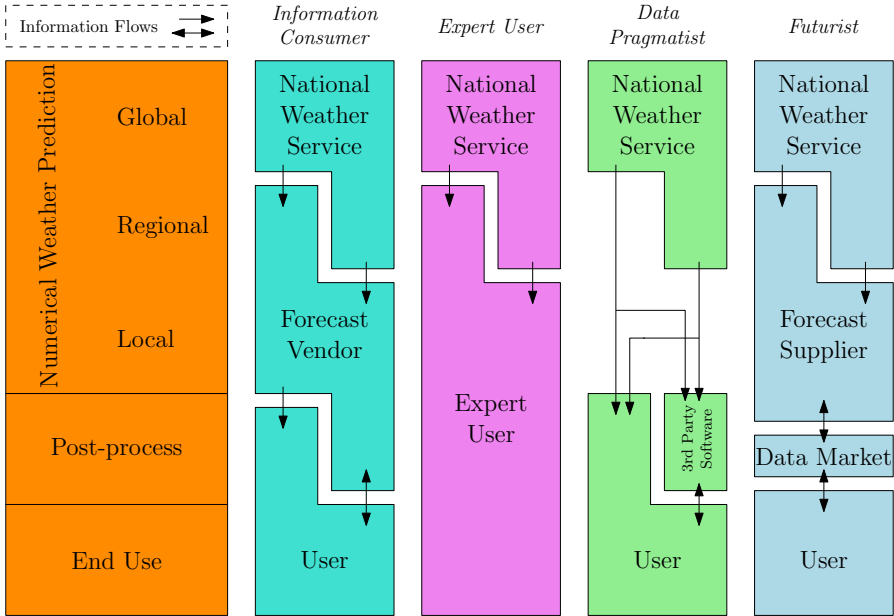 Information Flows
Information
Consumer
Expert User
Data
Pragmatist
Futurist
Numerical Weather Prediction
Global
Regional
Local
Post-process
End Use
National
Weather
Service
Forecast
Vendor
User
National
Weather
Service
Expert
User
National
Weather
Service
3rd Party
Software
User
National
Weather
Service
Forecast
Supplier
Data Market
User